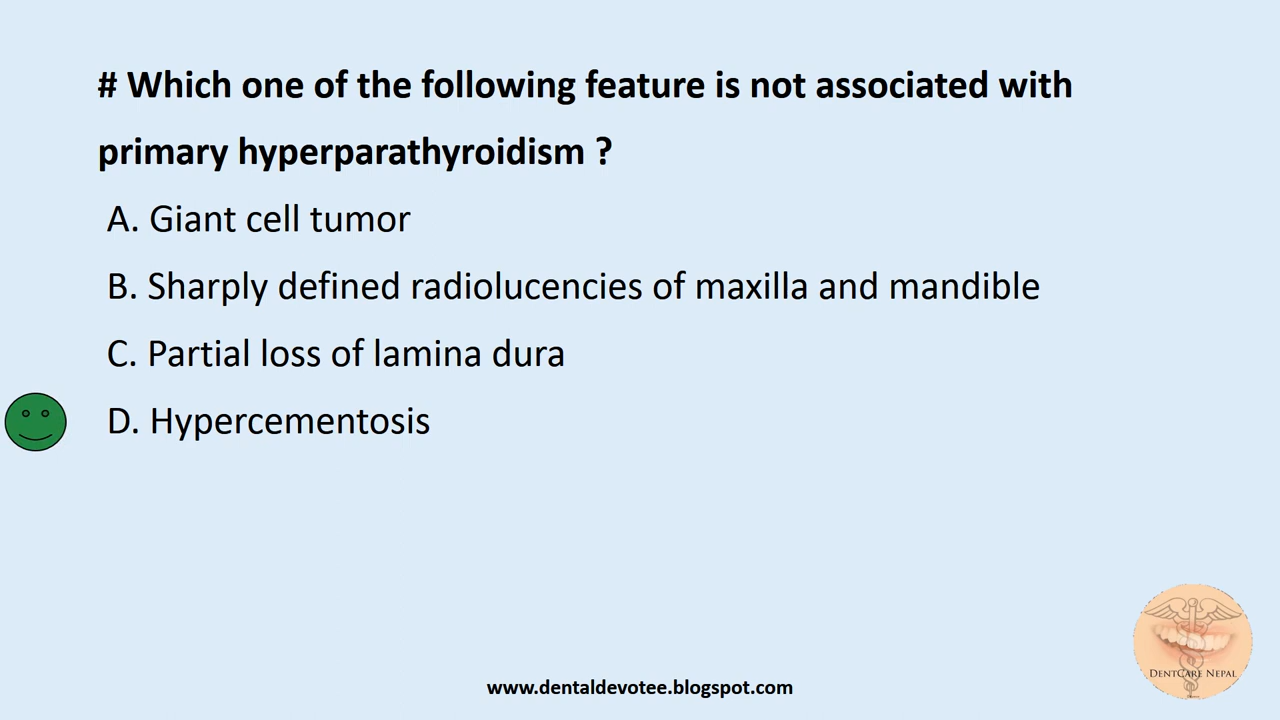 # Which one of the following feature is not associated with
primary hyperparathyroidism ?
A. Giant cell tumor
B. Sharply defined radiolucencies of maxilla and mandible
C. Partial loss of lamina dura
D. Hypercementosis
DENTCARE NEPAL
www.dentaldevotee.blogspot.com